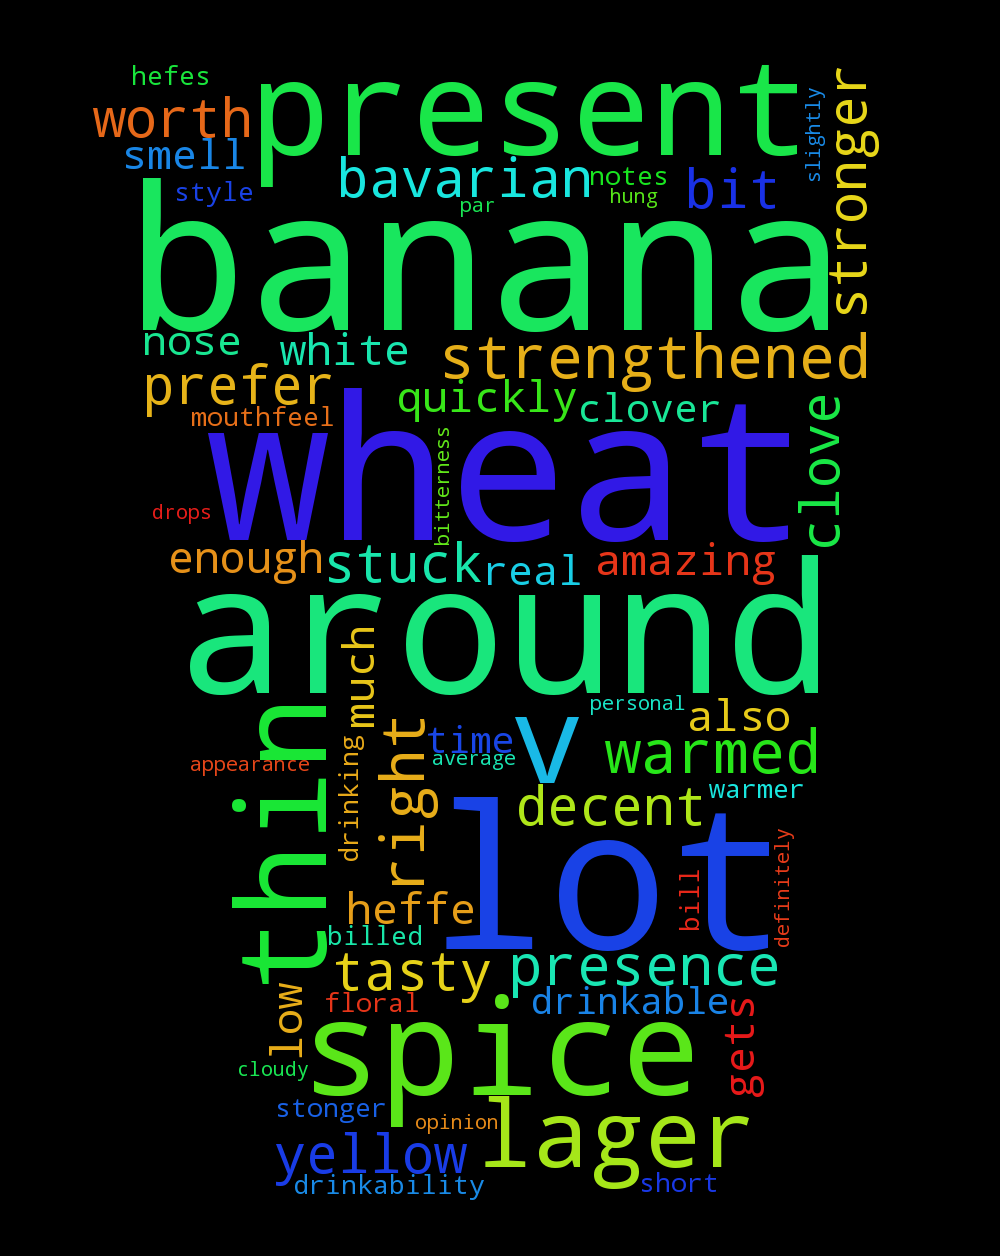 hefes
present
slightly
stronger
worth
smell
bavarian
notes
bit
style
par
hung
banana
nose
white
strengthened
prefer
quickly
clover
mouthfeel
wheat
clove
bitterness
drops
enough
stuck
real
amazing
around
much
personal
also
thin
right
time
v
warmed
appearance
drinking
average
warmer
decent
lot
bill
definitely
heffe
billed
tasty
presence
low
floral
drinkable
spice
gets
cloudy
stonger
opinion
lager
yellow
drinkability
short